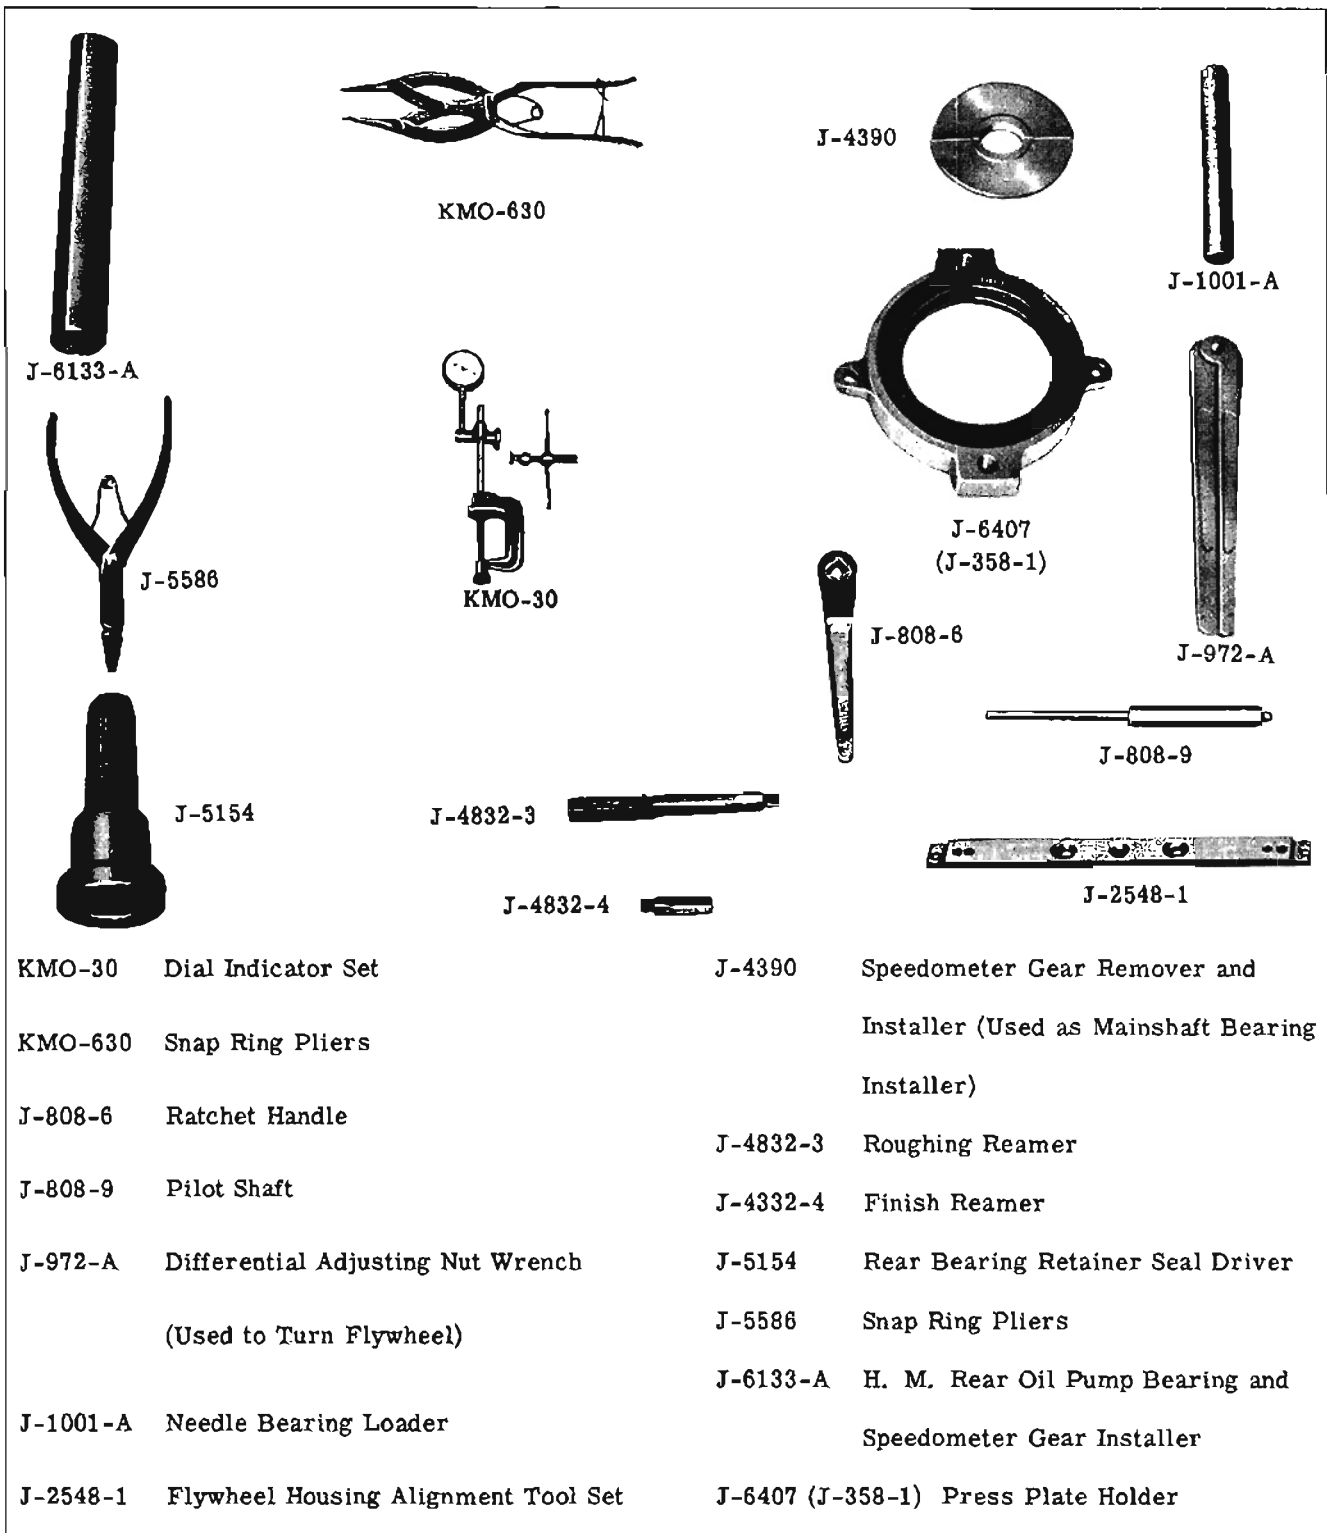 J-6133-A
KMO-630
J-4390
J-1001-A
J-5586
KMO-30
J-6407
(J-358-1)
J-808-6
J-972-A
J-808-9
J-5154
J-4832-3
J-4832-4
J-2548-1
KMO-30 Dial Indicator Set
KMO-630 Snap Ring Pliers
J-808-6 Ratchet Handle
J-808-9 Pilot Shaft
J-972-A Differential Adjusting Nut Wrench
(Used to Turn Flywheel)
J-1001-A Needle Bearing Loader
J-2548-1 Flywheel Housing Alignment Tool Set
J-4390 Speedometer Gear Remover and
Installer (Used as Mainshaft Bearing
Installer)
J-4832-3 Roughing Reamer
J-4332-4 Finish Reamer
J-5154 Rear Bearing Retainer Seal Driver
J-5586 Snap Ring Pliers
J-6133-A H. M. Rear Oil Pump Bearing and
Speedometer Gear Installer
J-6407 (J-358-1) Press Plate Holder